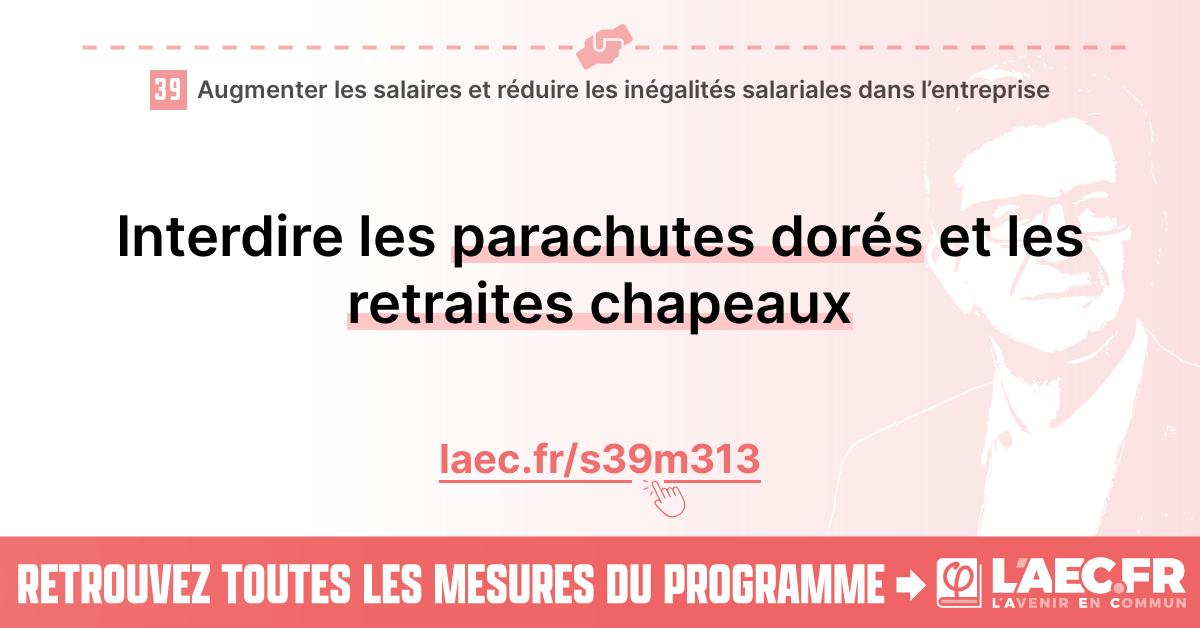 39 Augmenter les salaires et réduire les inégalités salariales dans l’entreprise
Interdire les parachutes dorés et les
retraites chapeaux
laec.fr/s39m313
RETROUVEZ TOUTES LES MESURES DU PROGRAMME
L'AEC.FR
L'AVENIR EN COMMUN